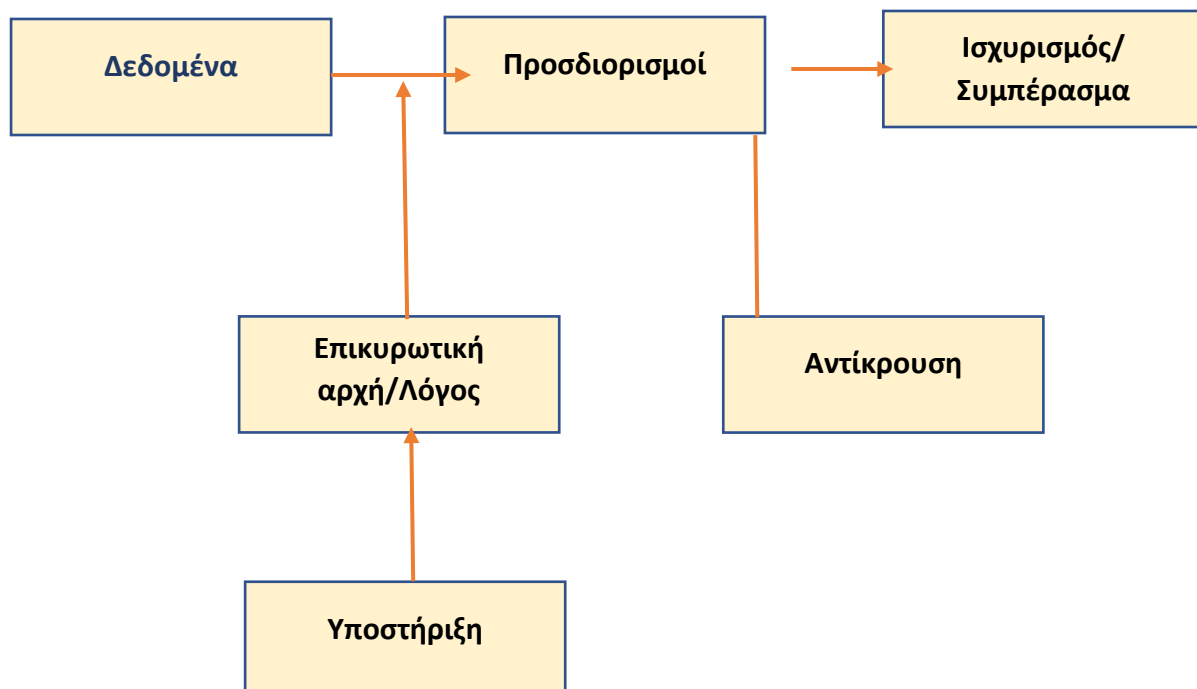 Δεδομένα
Προσδιορισμοί
Ισχυρισμός/
Συμπέρασμα
Επικυρωτική
αρχή/Λόγος
Αντίκρουση
Υποστήριξη